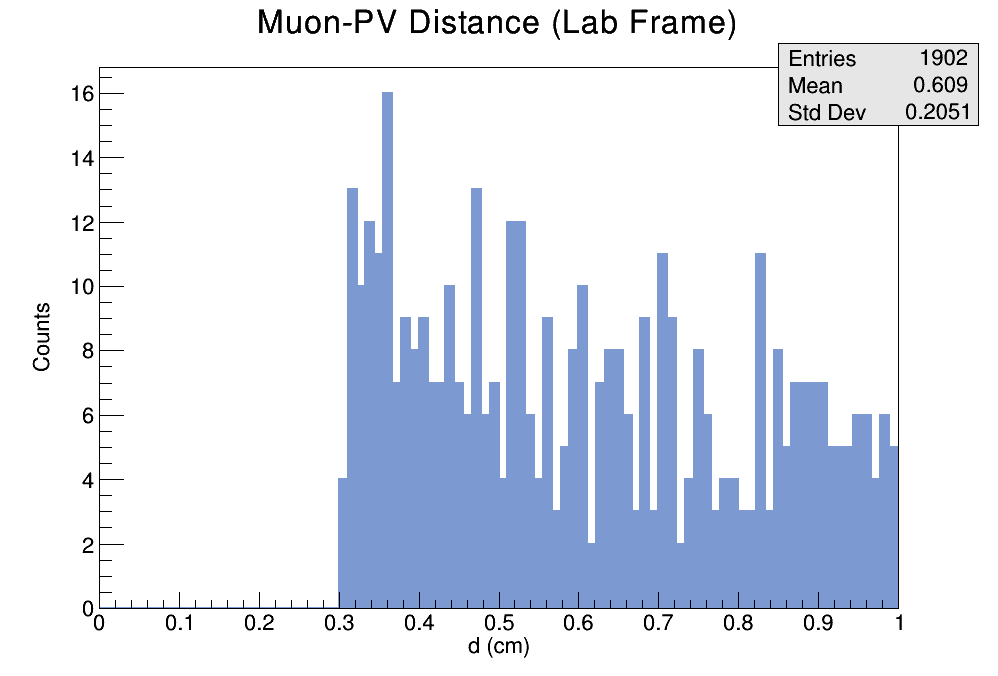 Muon-PV Distance (Lab Frame)
Entries 1902
Mean 0.609
Std Dev 0.2051
16
14
12
10
8
6
4
2
0
Counts
0 0.1 0.2 0.3 0.4 0.5 0.6 0.7 0.8 0.9 1
d (cm)